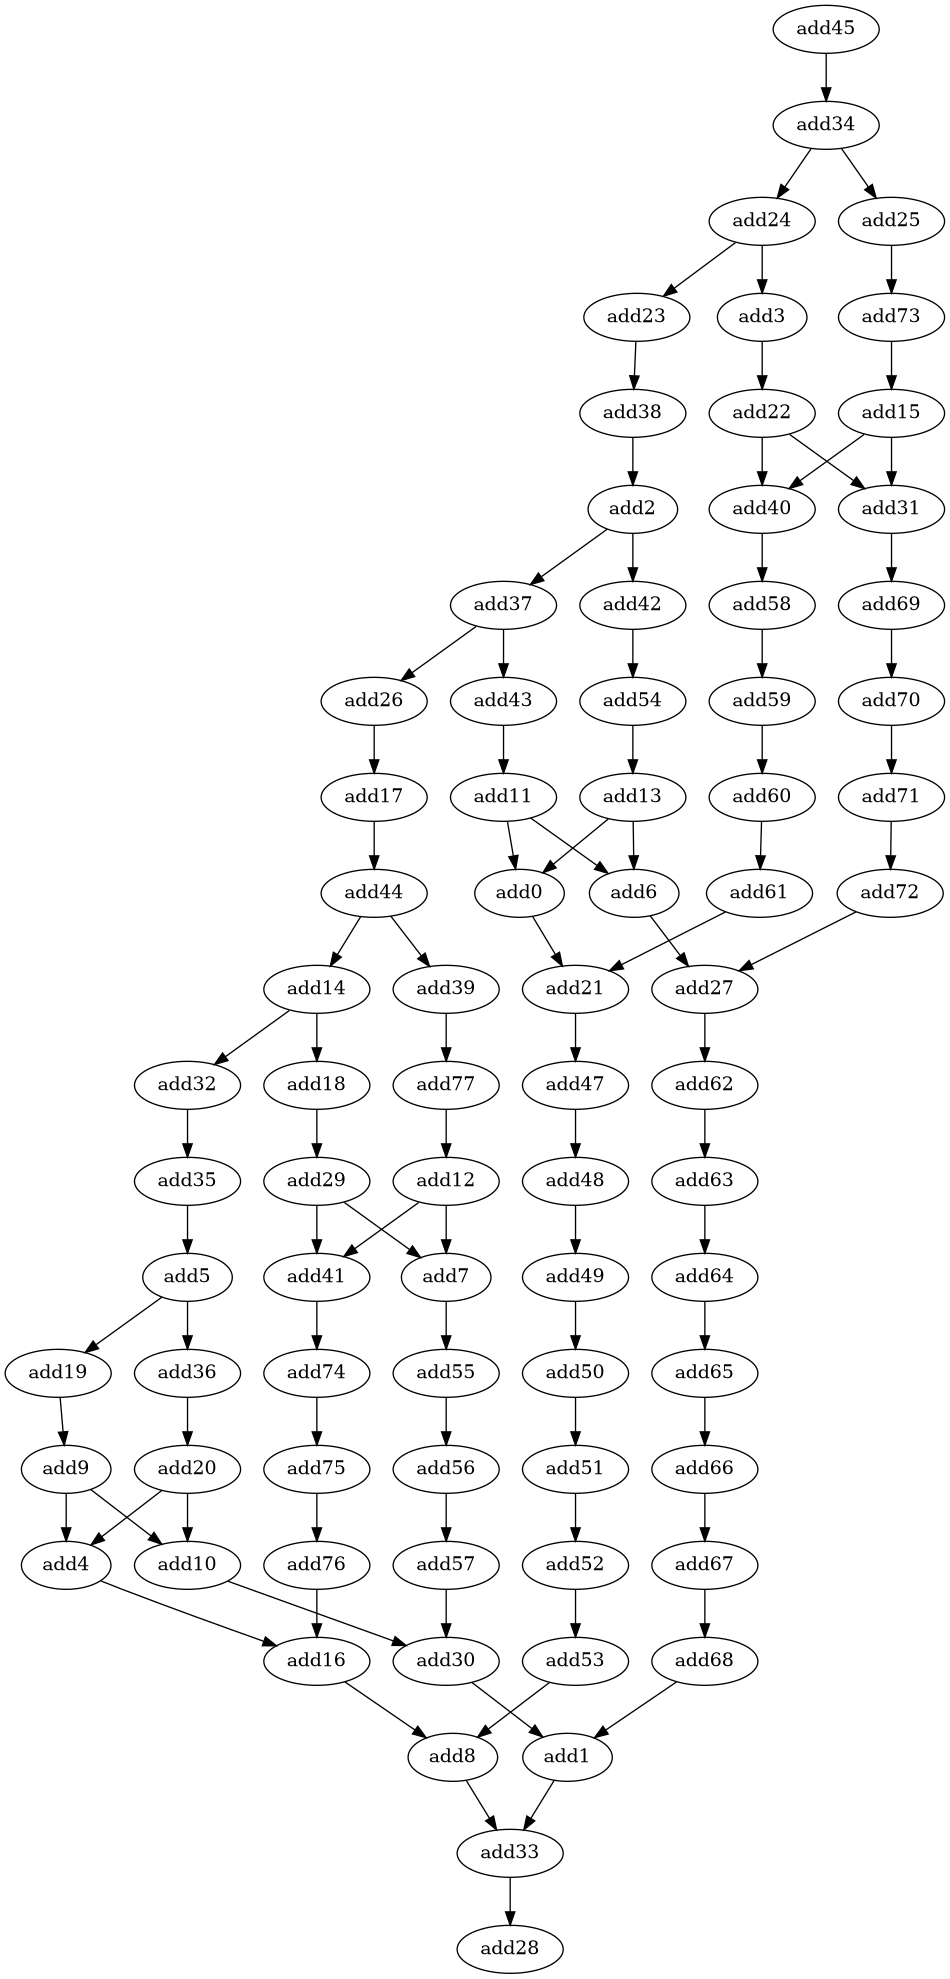 add45
add34
add24 add25
add23 add3 add73
add38 add22 add15
add2 add40 add31
add37 add42 add58 add69
add26 add43 add54 add59 add70
add17 add11 add13 add60 add71
add44 add0 add6 add61 add72
add14 add39 add21 add27
add32 add18 add77 add47 add62
add35 add29 add12 add48 add63
add5 add41 add7 add49 add64
add19 add36 add74 add55 add50 add65
add9 add20 add75 add56 add51 add66
add4 add10 add76 add57 add52 add67
add16 add30 add53 add68
add8 add1
add33
add28